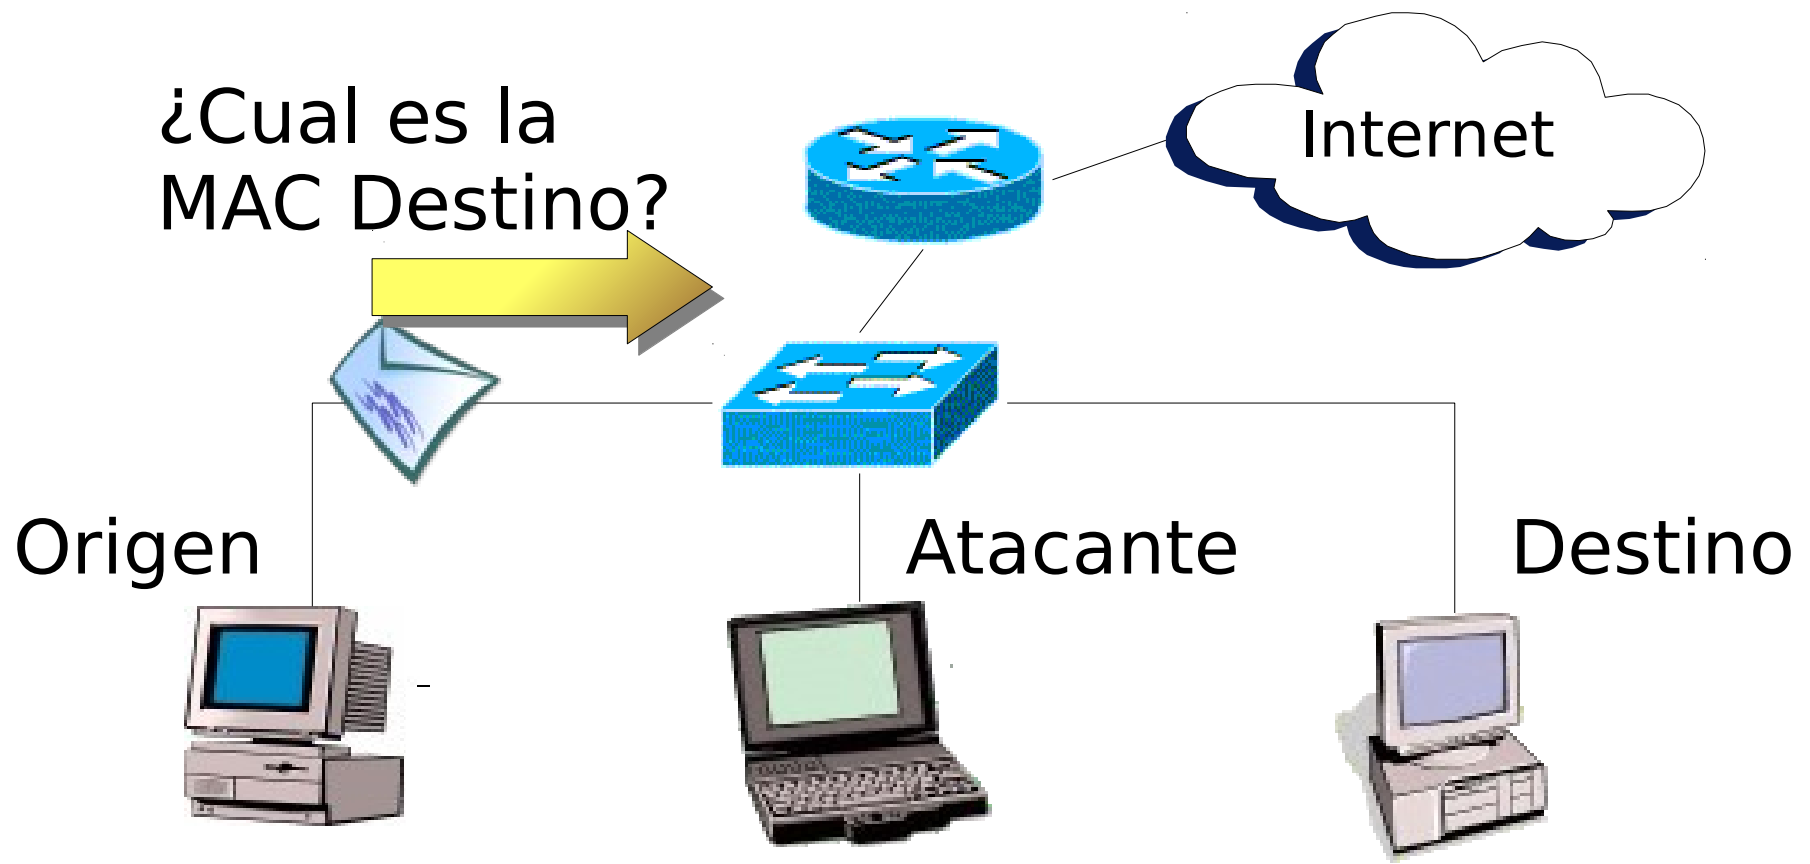 ¿Cual es la
MAC Destino?
Internet
Origen
Atacante
Destino